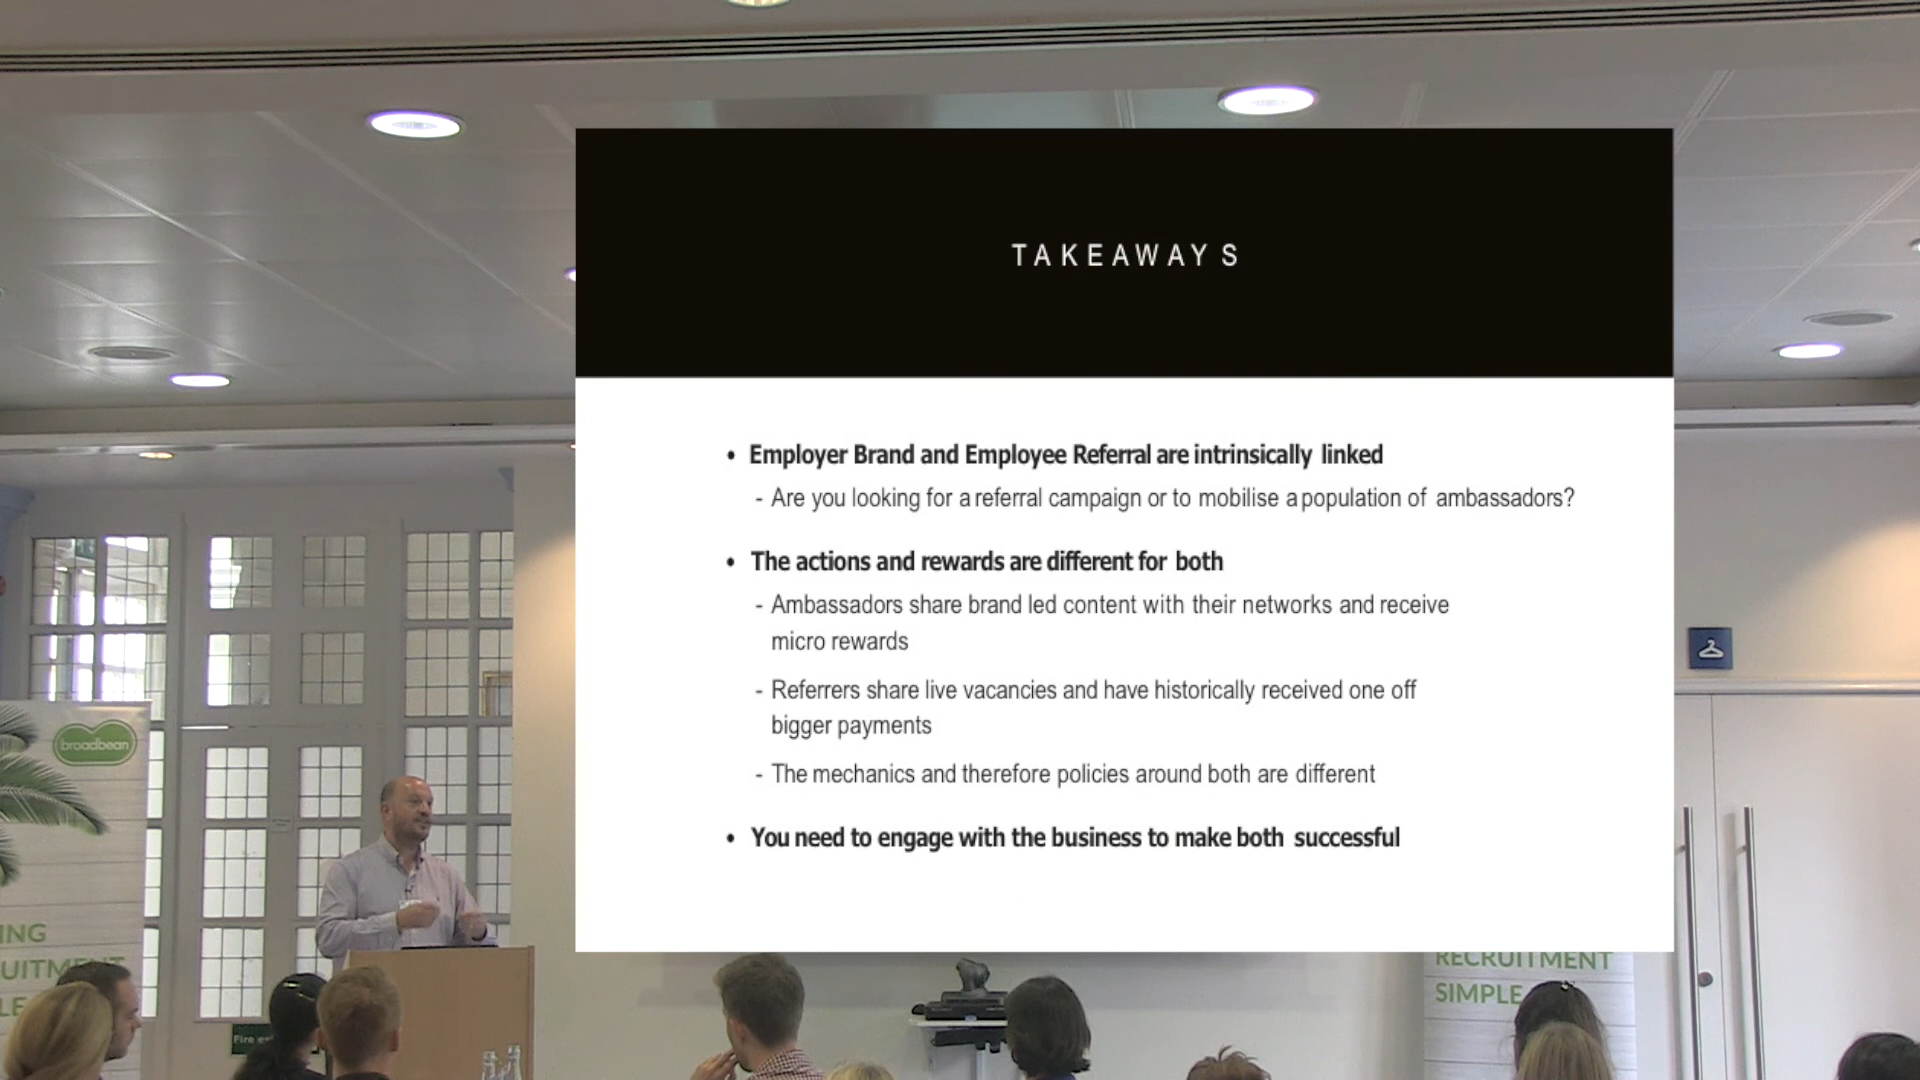 TAKEAWAYS
• Employer Brand and Employee Referral are intrinsically linked
- Are you looking for a referral campaign or to mobilise a population of ambassadors?
• The actions and rewards are different for both
- Ambassadors share brand led content with their networks and receive
micro rewards
- Referrers share live vacancies and have historically received one off
bigger payments
- The mechanics and therefore policies around both are different
• You need to engage with the business to make both successful
broadbean
RECRUITMENT
SIMPLE
Fire